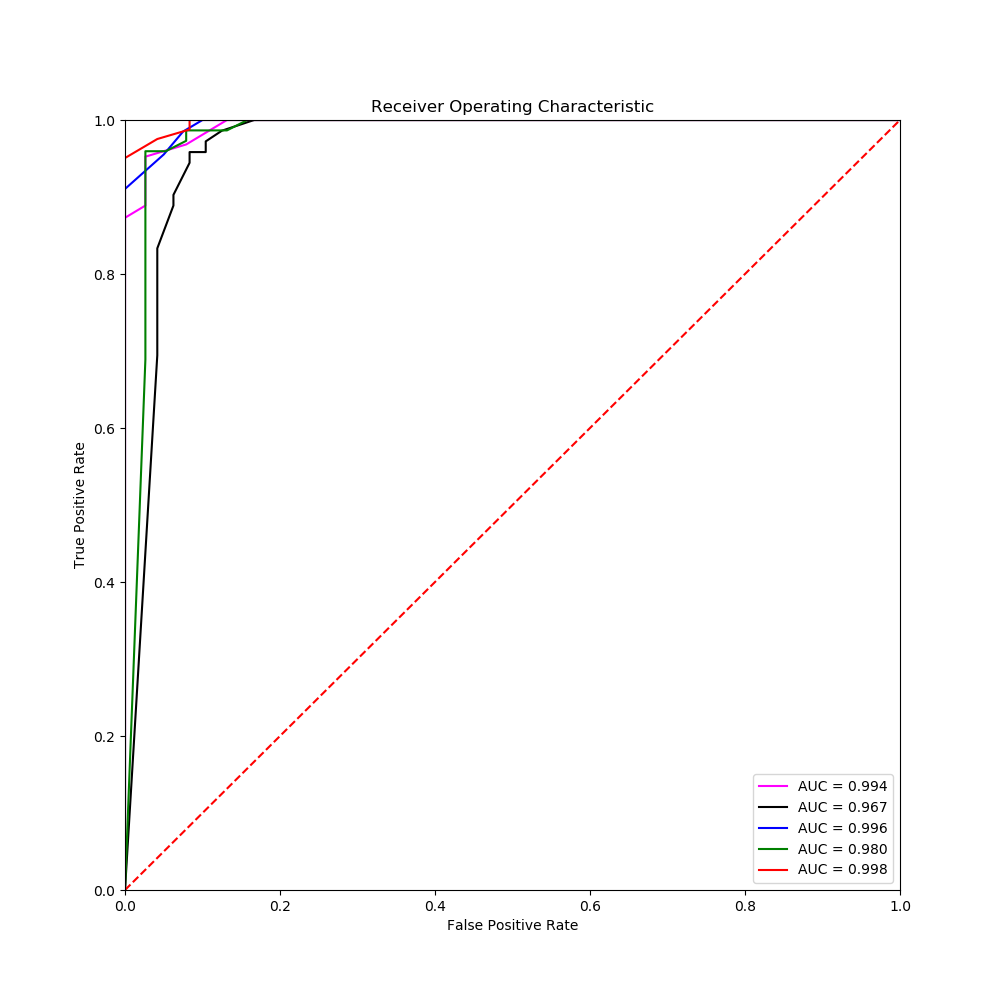 Receiver Operating Characteristic
1.0
0.8
0.6
0.4
0.2
0.0
True Positive Rate
0.0 0.2 0.4 0.6 0.8 1.0
False Positive Rate
AUC = 0.994
AUC = 0.967
AUC = 0.996
AUC = 0.980
AUC = 0.998